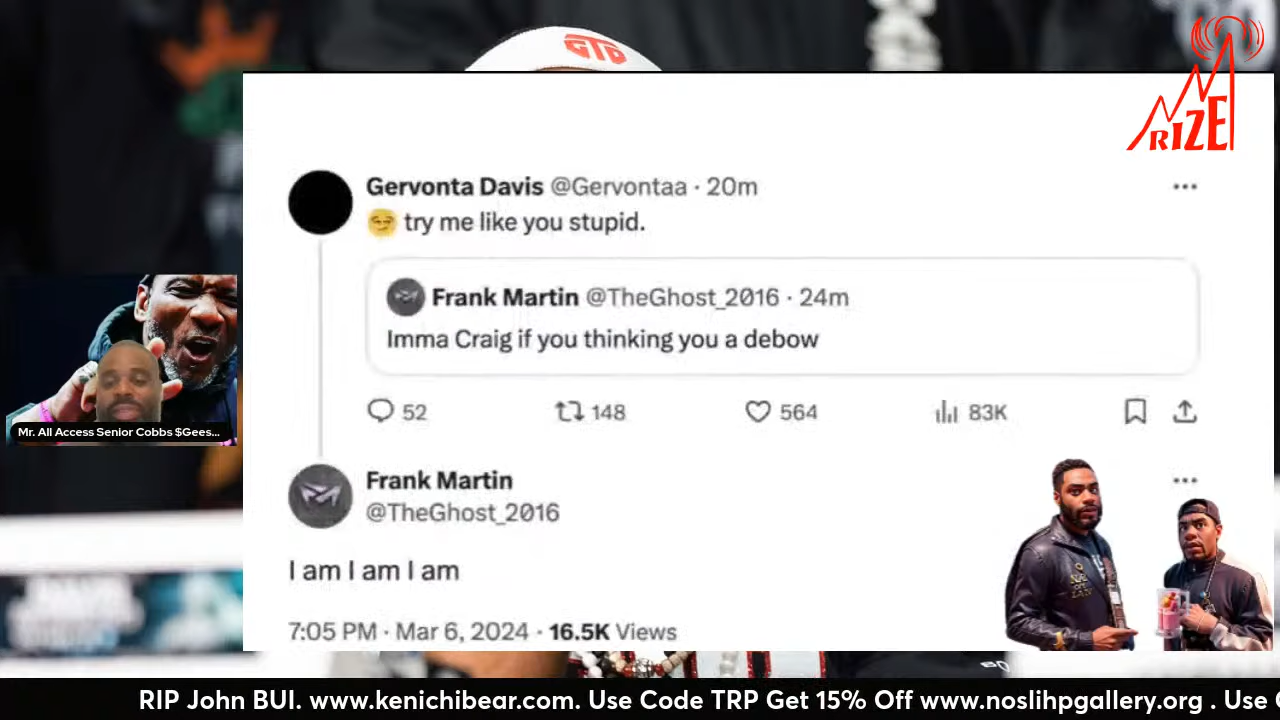 GTD
RIZE
Gervonta Davis @Gervontaa · 20m
😏 try me like you stupid.
Frank Martin @TheGhost_2016 · 24m
Imma Craig if you thinking you a debow
52 148 564 83K
Mr. All Access Senior Cobbs $Gees...
Frank Martin
@TheGhost_2016
I am I am I am
7:05 PM · Mar 6, 2024 · 16.5K Views
RIP John BUI. www.kenichibear.com. Use Code TRP Get 15% Off www.noslihpgallery.org . Use